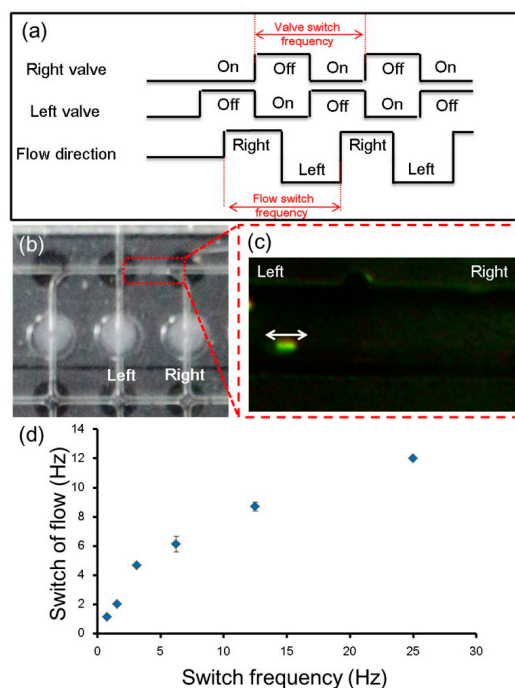 (a)
Valve switch
frequency
Right valve On Off On Off On
Left valve Off On Off On Off
Flow direction Right Left Right Left
Flow switch
frequency
(b)
Left Right
(c)
Left Right
(d)
Switch of flow (Hz)
14
12
10
8
6
4
2
0
0 5 10 15 20 25 30
Switch frequency (Hz)